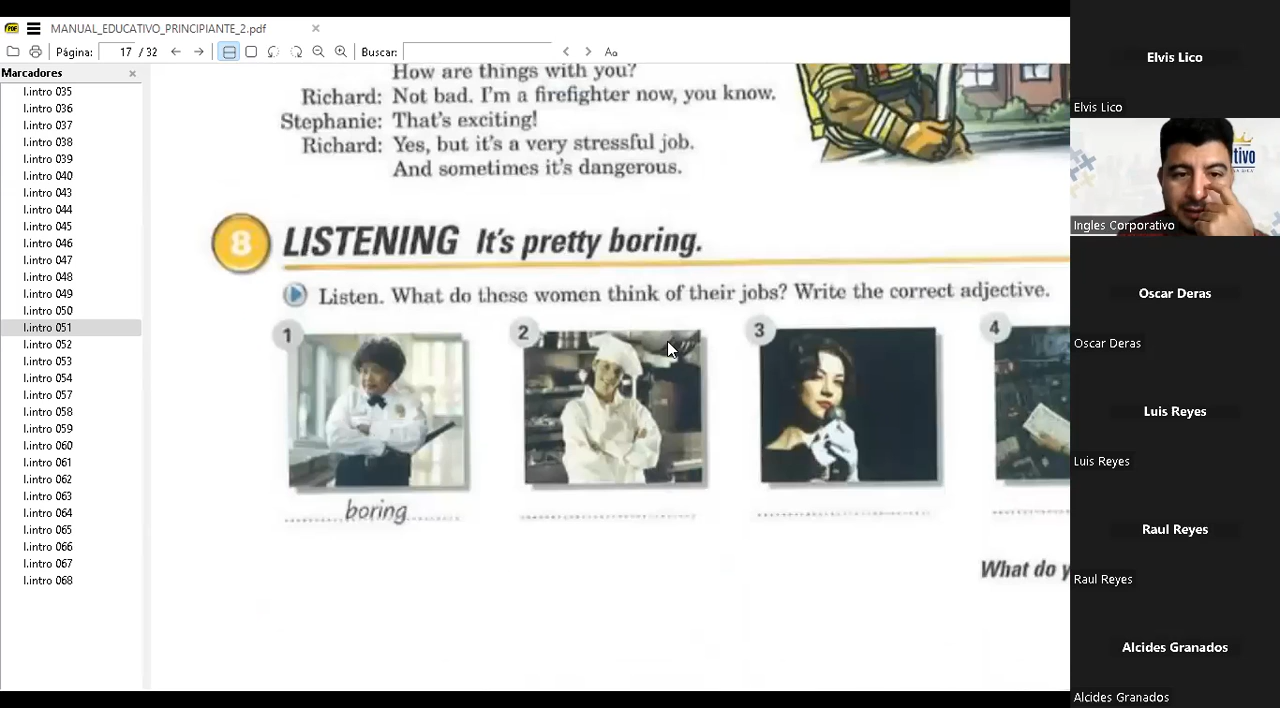 MANUAL_EDUCATIVO_PRINCIPIANTE_2.pdf
Página: 17 / 32
Buscar:
Aa
Marcadores
I.intro 035
I.intro 036
I.intro 037
I.intro 038
I.intro 039
I.intro 040
I.intro 043
I.intro 044
I.intro 045
I.intro 046
I.intro 047
I.intro 048
I.intro 049
I.intro 050
I.intro 051
I.intro 052
I.intro 053
I.intro 054
I.intro 057
I.intro 058
I.intro 059
I.intro 060
I.intro 061
I.intro 062
I.intro 063
I.intro 064
I.intro 065
I.intro 066
I.intro 067
I.intro 068
How are things with you?
Richard: Not bad. I'm a firefighter now, you know.
Stephanie: That's exciting!
Richard: Yes, but it's a very stressful job.
And sometimes it's dangerous.
8 LISTENING It's pretty boring.
Listen. What do these women think of their jobs? Write the correct adjective.
1 2 3 4
boring
What do y
Elvis Lico
Elvis Lico
tivo
Ingles Corporativo
Oscar Deras
Oscar Deras
Luis Reyes
Luis Reyes
Raul Reyes
Raul Reyes
Alcides Granados
Alcides Granados